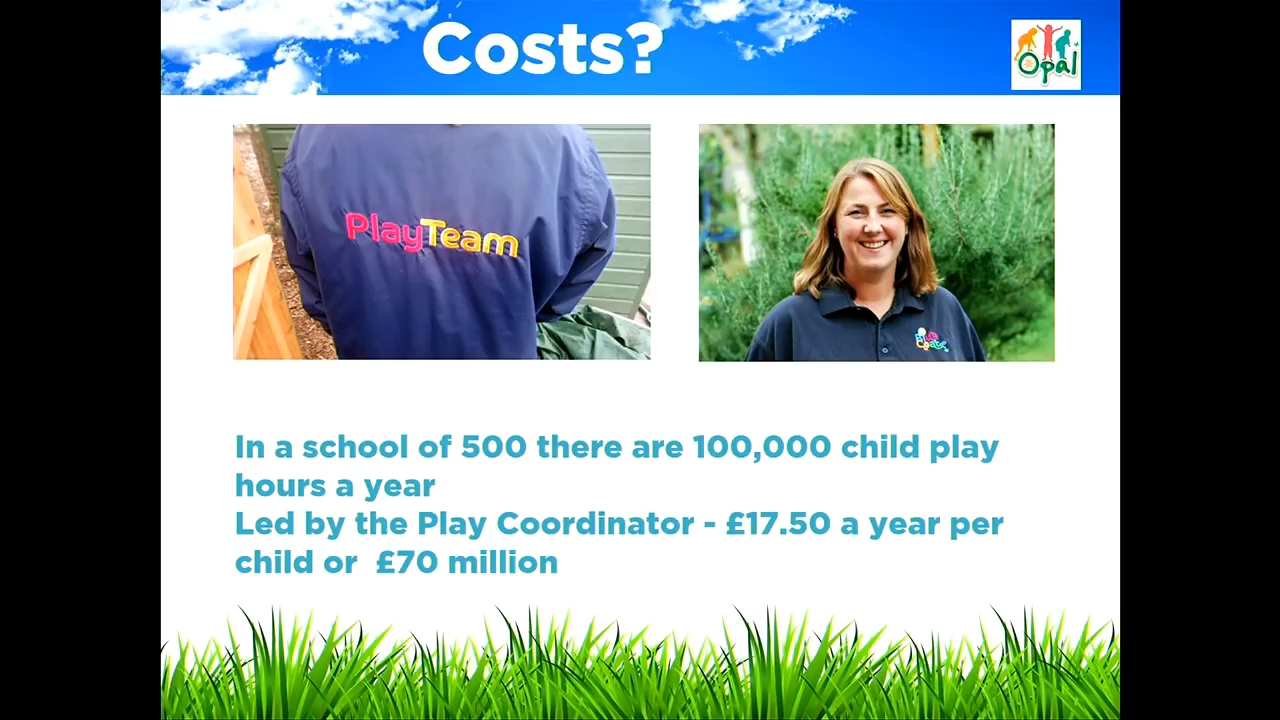 Costs?
Opal
PlayTeam
In a school of 500 there are 100,000 child play
hours a year
Led by the Play Coordinator - £17.50 a year per
child or £70 million